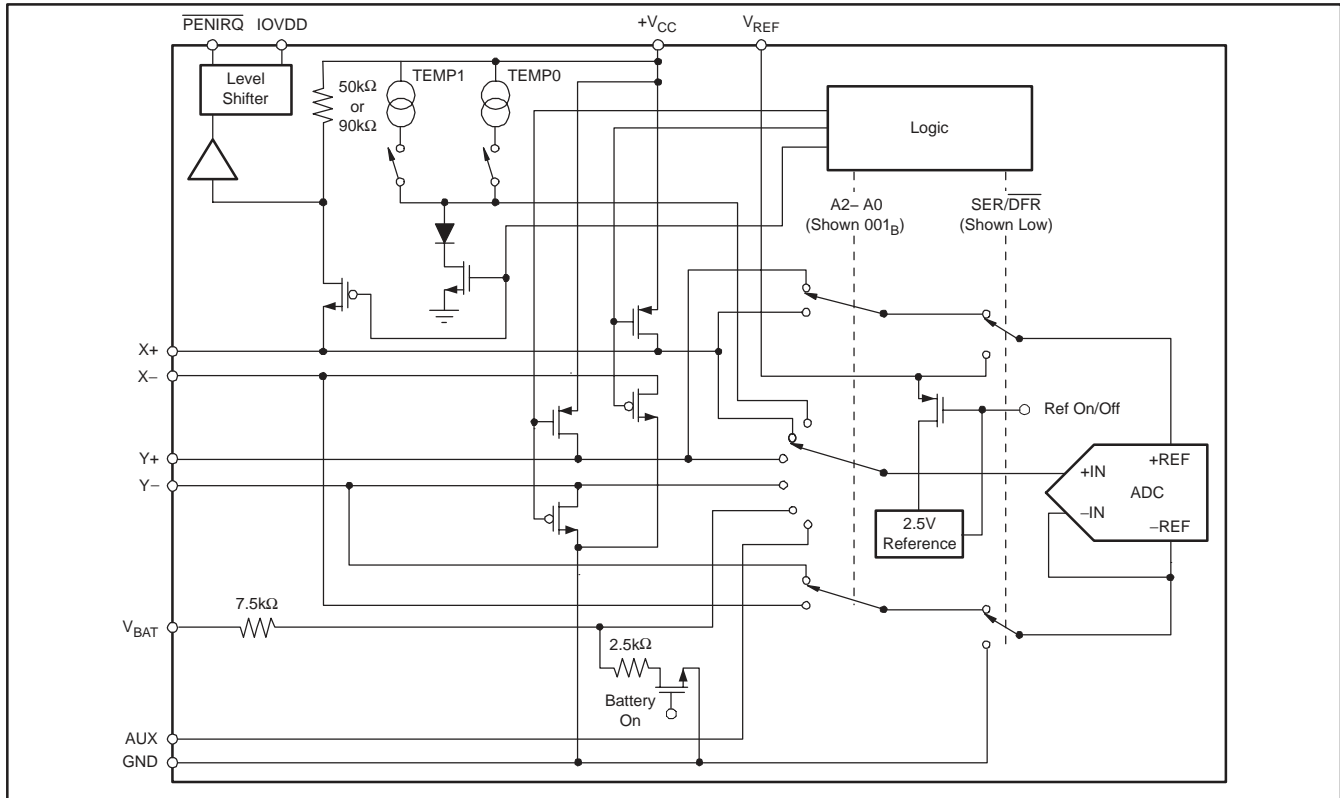 PENIRQ IOVDD
+VCC
VREF
Level
Shifter
50kΩ
or
90kΩ
TEMP1
TEMP0
Logic
A2– A0
(Shown 001B)
SER/DFR
(Shown Low)
X+
X–
Ref On/Off
Y+
Y–
+IN
+REF
ADC
–IN
–REF
2.5V
Reference
7.5kΩ
VBAT
2.5kΩ
Battery
On
AUX
GND